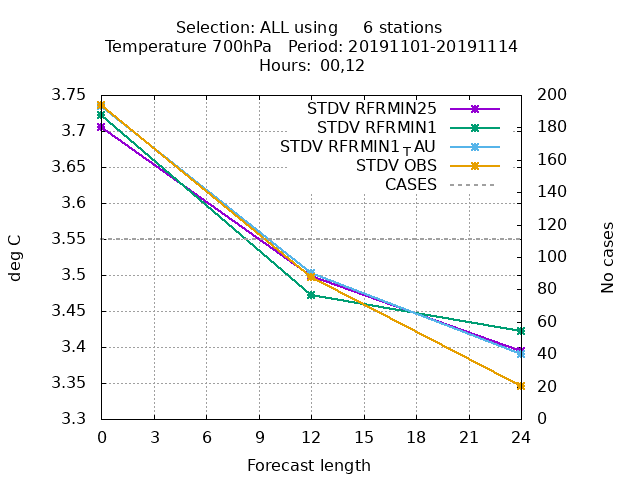 Selection: ALL using     6 stations
Temperature 700hPa   Period: 20191101-20191114
Hours:  00,12
STDV RFRMIN25
STDV RFRMIN1
STDV RFRMIN1┬AU
STDV OBS
CASES
3.75
3.7
3.65
3.6
3.55
3.5
3.45
3.4
3.35
3.3
deg C
200
180
160
140
120
100
80
60
40
20
0
No cases
0 3 6 9 12 15 18 21 24
Forecast length